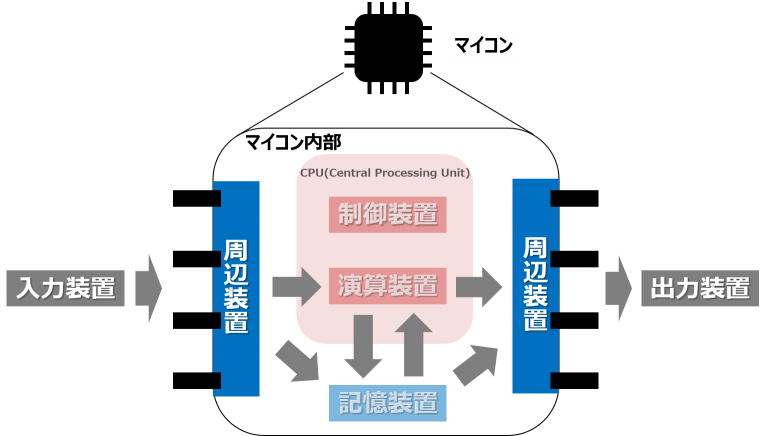 マイコン
マイコン内部
CPU(Central Processing Unit)
制御装置
周辺装置
周辺装置
入力装置
演算装置
出力装置
記憶装置